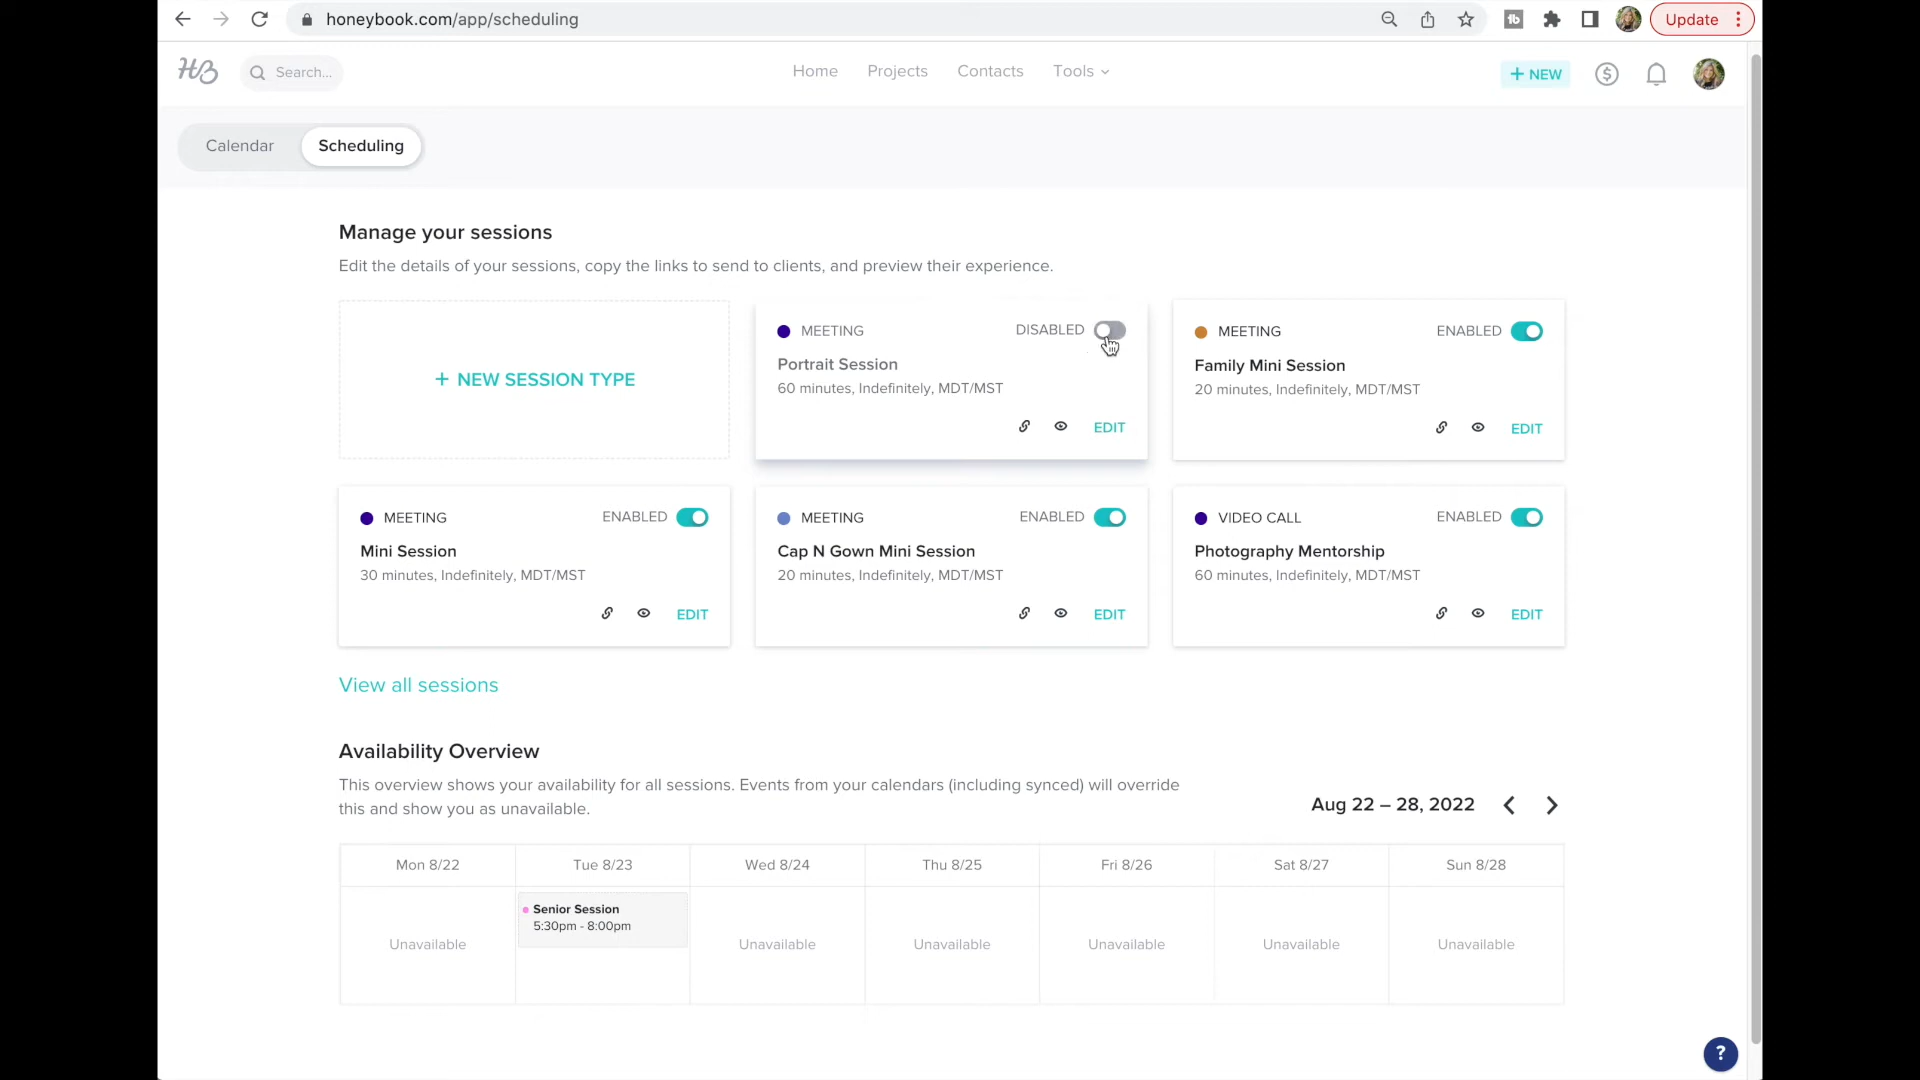 honeybook.com/app/scheduling
Update
HB
Search...
Home
Projects
Contacts
Tools
+ NEW
Calendar
Scheduling
Manage your sessions
Edit the details of your sessions, copy the links to send to clients, and preview their experience.
+ NEW SESSION TYPE
MEETING
DISABLED
Portrait Session
60 minutes, Indefinitely, MDT/MST
EDIT
MEETING
ENABLED
Family Mini Session
20 minutes, Indefinitely, MDT/MST
EDIT
MEETING
ENABLED
Mini Session
30 minutes, Indefinitely, MDT/MST
EDIT
MEETING
ENABLED
Cap N Gown Mini Session
20 minutes, Indefinitely, MDT/MST
EDIT
VIDEO CALL
ENABLED
Photography Mentorship
60 minutes, Indefinitely, MDT/MST
EDIT
View all sessions
Availability Overview
This overview shows your availability for all sessions. Events from your calendars (including synced) will override
this and show you as unavailable.
Aug 22 – 28, 2022
Mon 8/22
Tue 8/23
Wed 8/24
Thu 8/25
Fri 8/26
Sat 8/27
Sun 8/28
Unavailable
Senior Session
5:30pm - 8:00pm
Unavailable
Unavailable
Unavailable
Unavailable
Unavailable
?